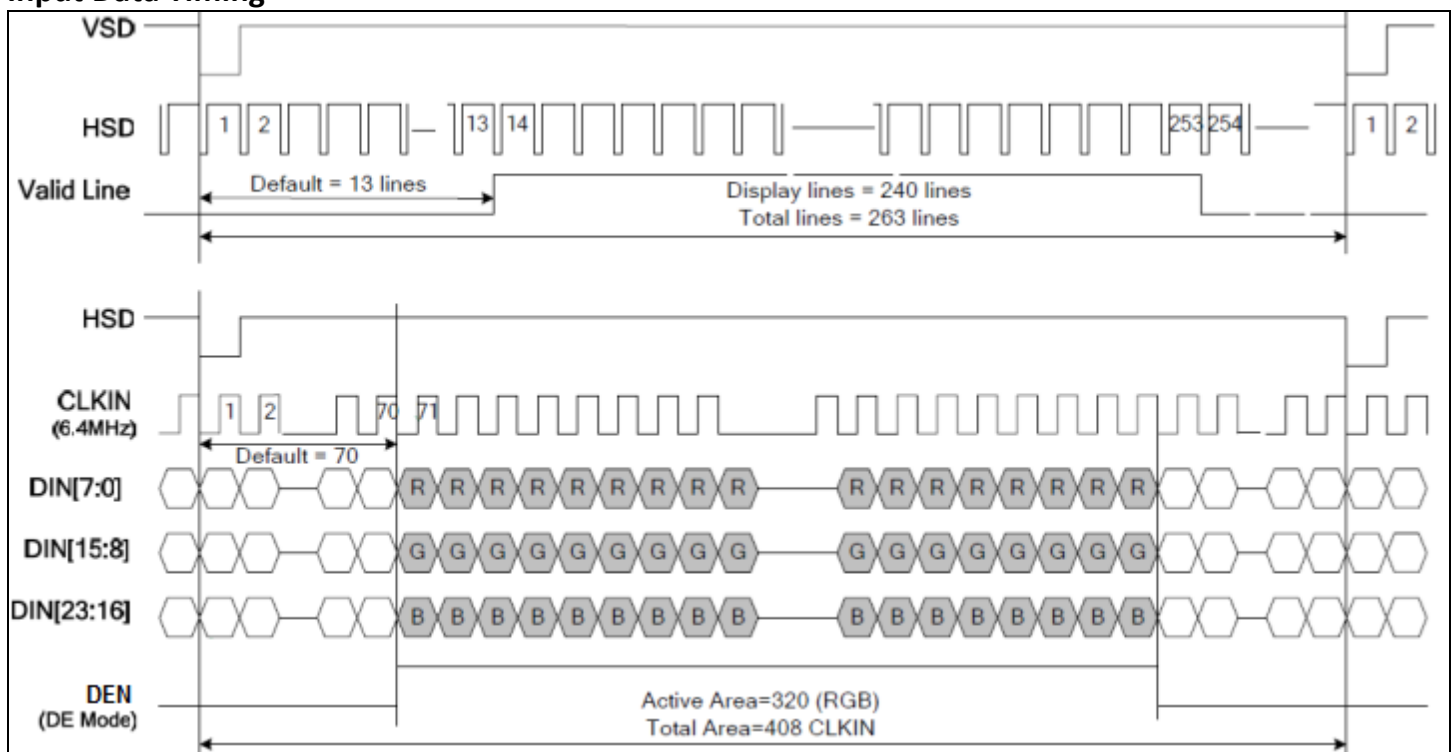 Input Data Timing
VSD
HSD 1 2 13 14 253 254 1 2
Valid Line Default = 13 lines Display lines = 240 lines
Total lines = 263 lines
HSD
CLKIN 1 2 70 71
(6.4MHz)
Default = 70
DIN[7:0] R R R R R R R R R R R R R R R R R
DIN[15:8] G G G G G G G G G G G G G G G G G
DIN[23:16] B B B B B B B B B B B B B B B B B
DEN Active Area=320 (RGB)
(DE Mode) Total Area=408 CLKIN